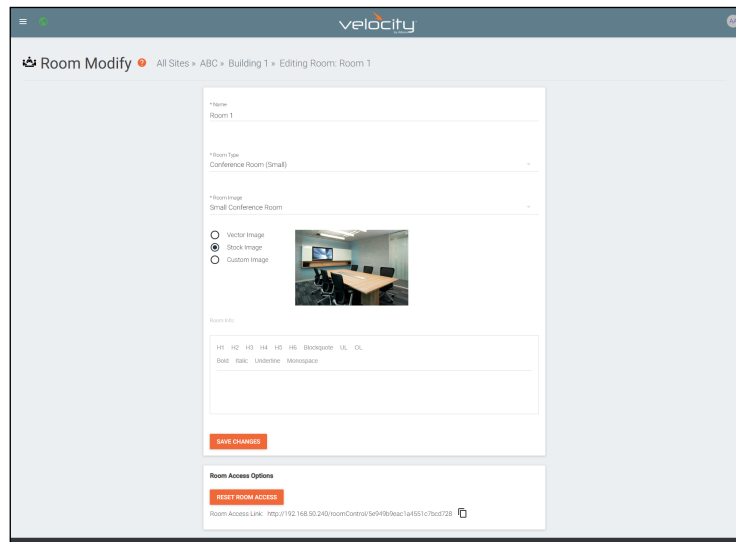 velocity
by Atlona
AA
Room Modify ? All Sites » ABC » Building 1 » Editing Room: Room 1
* Name
Room 1
* Room Type
Conference Room (Small)
* Room Image
Small Conference Room
Vector Image
Stock Image
Custom Image
Room Info
H1 H2 H3 H4 H5 H6 Blockquote UL OL
Bold Italic Underline Monospace
SAVE CHANGES
Room Access Options
RESET ROOM ACCESS
Room Access Link: http://192.168.50.240/roomControl/5e949b9eac1a4551c7bcd728